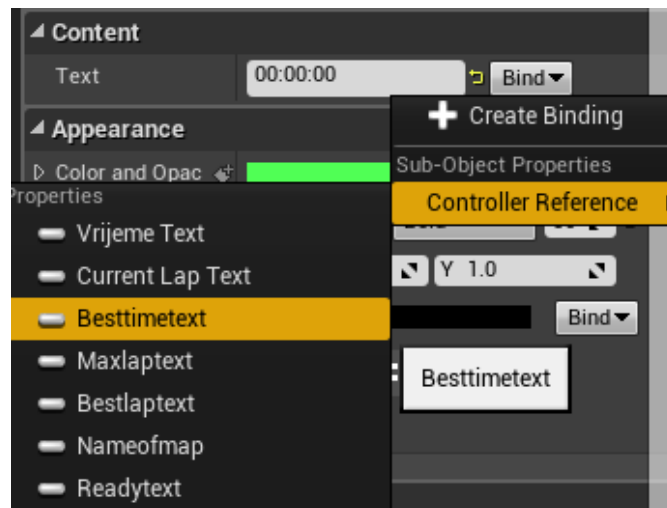 Content
Text 00:00:00 Bind
Create Binding
Appearance
Sub-Object Properties
Color and Opac
Properties
Controller Reference
Vrijeme Text
Current Lap Text
Y 1.0
Besttimetext
Bind
Maxlaptext
Besttimetext
Bestlaptext
Nameofmap
Readytext